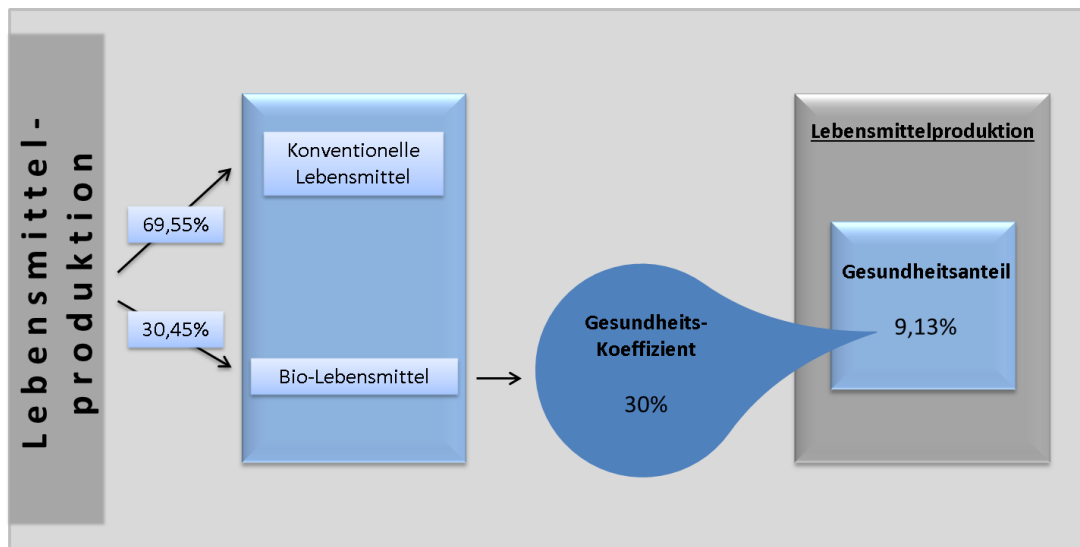 Lebensmittel-
produktion
69,55%
30,45%
Konventionelle
Lebensmittel
Bio-Lebensmittel
Gesundheits-
Koeffizient
30%
Lebensmittelproduktion
Gesundheitsanteil
9,13%